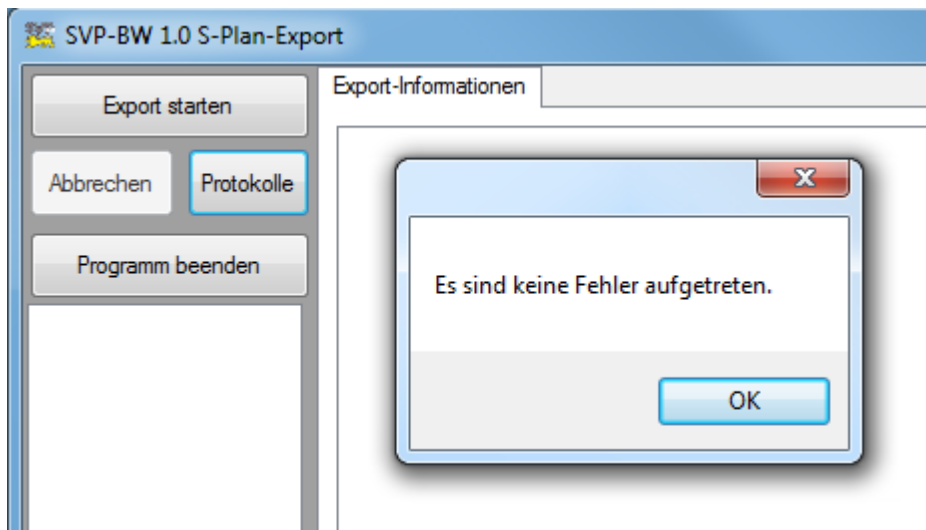 SVP-BW 1.0 S-Plan-Export
Export starten
Export-Informationen
Abbrechen
Protokolle
Programm beenden
Es sind keine Fehler aufgetreten.
OK